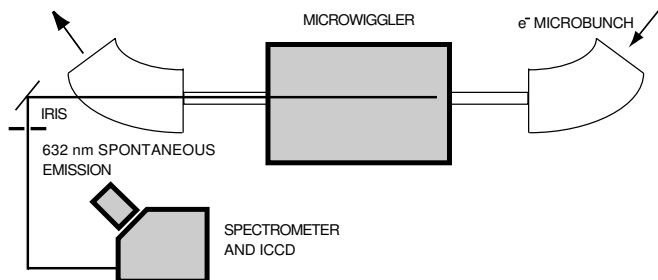 MICROWIGGLER
e⁻ MICROBUNCH
IRIS
632 nm SPONTANEOUS
EMISSION
SPECTROMETER
AND ICCD